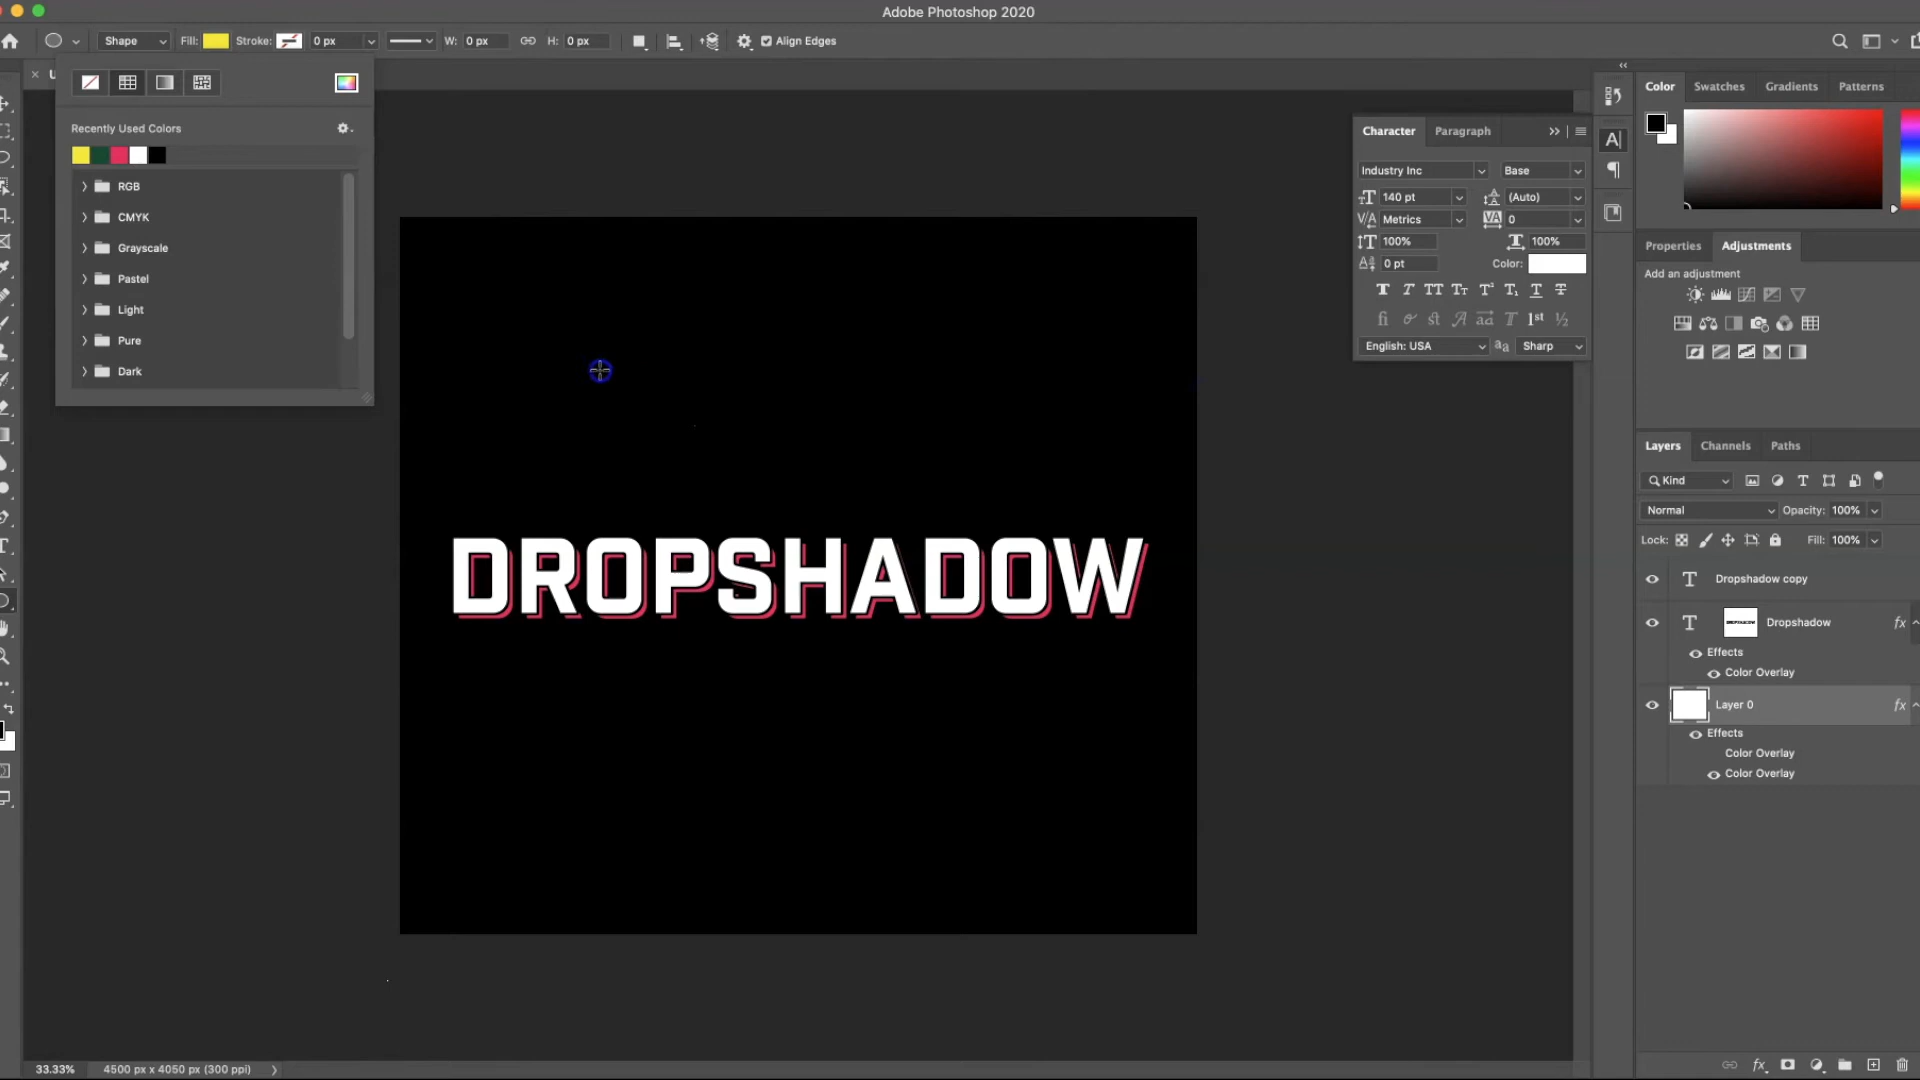 Adobe Photoshop 2020
Shape Fill: Stroke: 0 px W: 0 px H: 0 px Align Edges
Recently Used Colors
RGB
CMYK
Grayscale
Pastel
Light
Pure
Dark
DROPSHADOW
33.33% 4500 px x 4050 px (300 ppi)
Character Paragraph
Industry Inc Base
140 pt (Auto)
Metrics 0
100% 100%
0 pt Color:
English: USA Sharp
Color Swatches Gradients Patterns
Properties Adjustments
Add an adjustment
Layers Channels Paths
Kind
Normal Opacity: 100%
Lock: Fill: 100%
Dropshadow copy
Dropshadow fx
Effects
Color Overlay
Layer 0 fx
Effects
Color Overlay
Color Overlay
fx